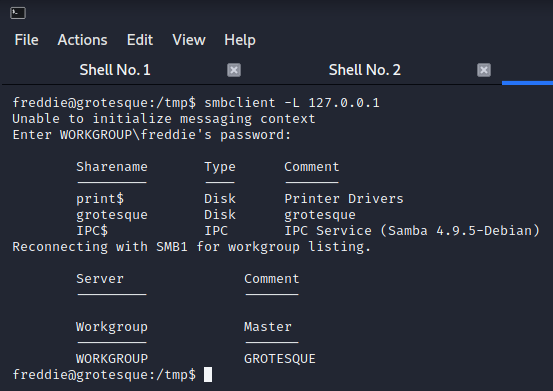 File Actions Edit View Help
Shell No. 1 Shell No. 2
freddie@grotesque:/tmp$ smbclient -L 127.0.0.1
Unable to initialize messaging context
Enter WORKGROUP\freddie's password:
Sharename Type Comment
--------- ---- -------
print$ Disk Printer Drivers
grotesque Disk grotesque
IPC$ IPC IPC Service (Samba 4.9.5-Debian)
Reconnecting with SMB1 for workgroup listing.
Server Comment
--------- -------
Workgroup Master
--------- -------
WORKGROUP GROTESQUE
freddie@grotesque:/tmp$